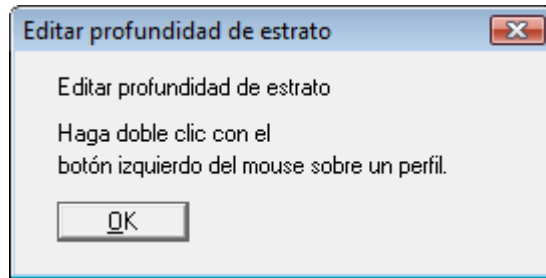 Editar profundidad de estrato
Editar profundidad de estrato
Haga doble clic con el
botón izquierdo del mouse sobre un perfil.
OK